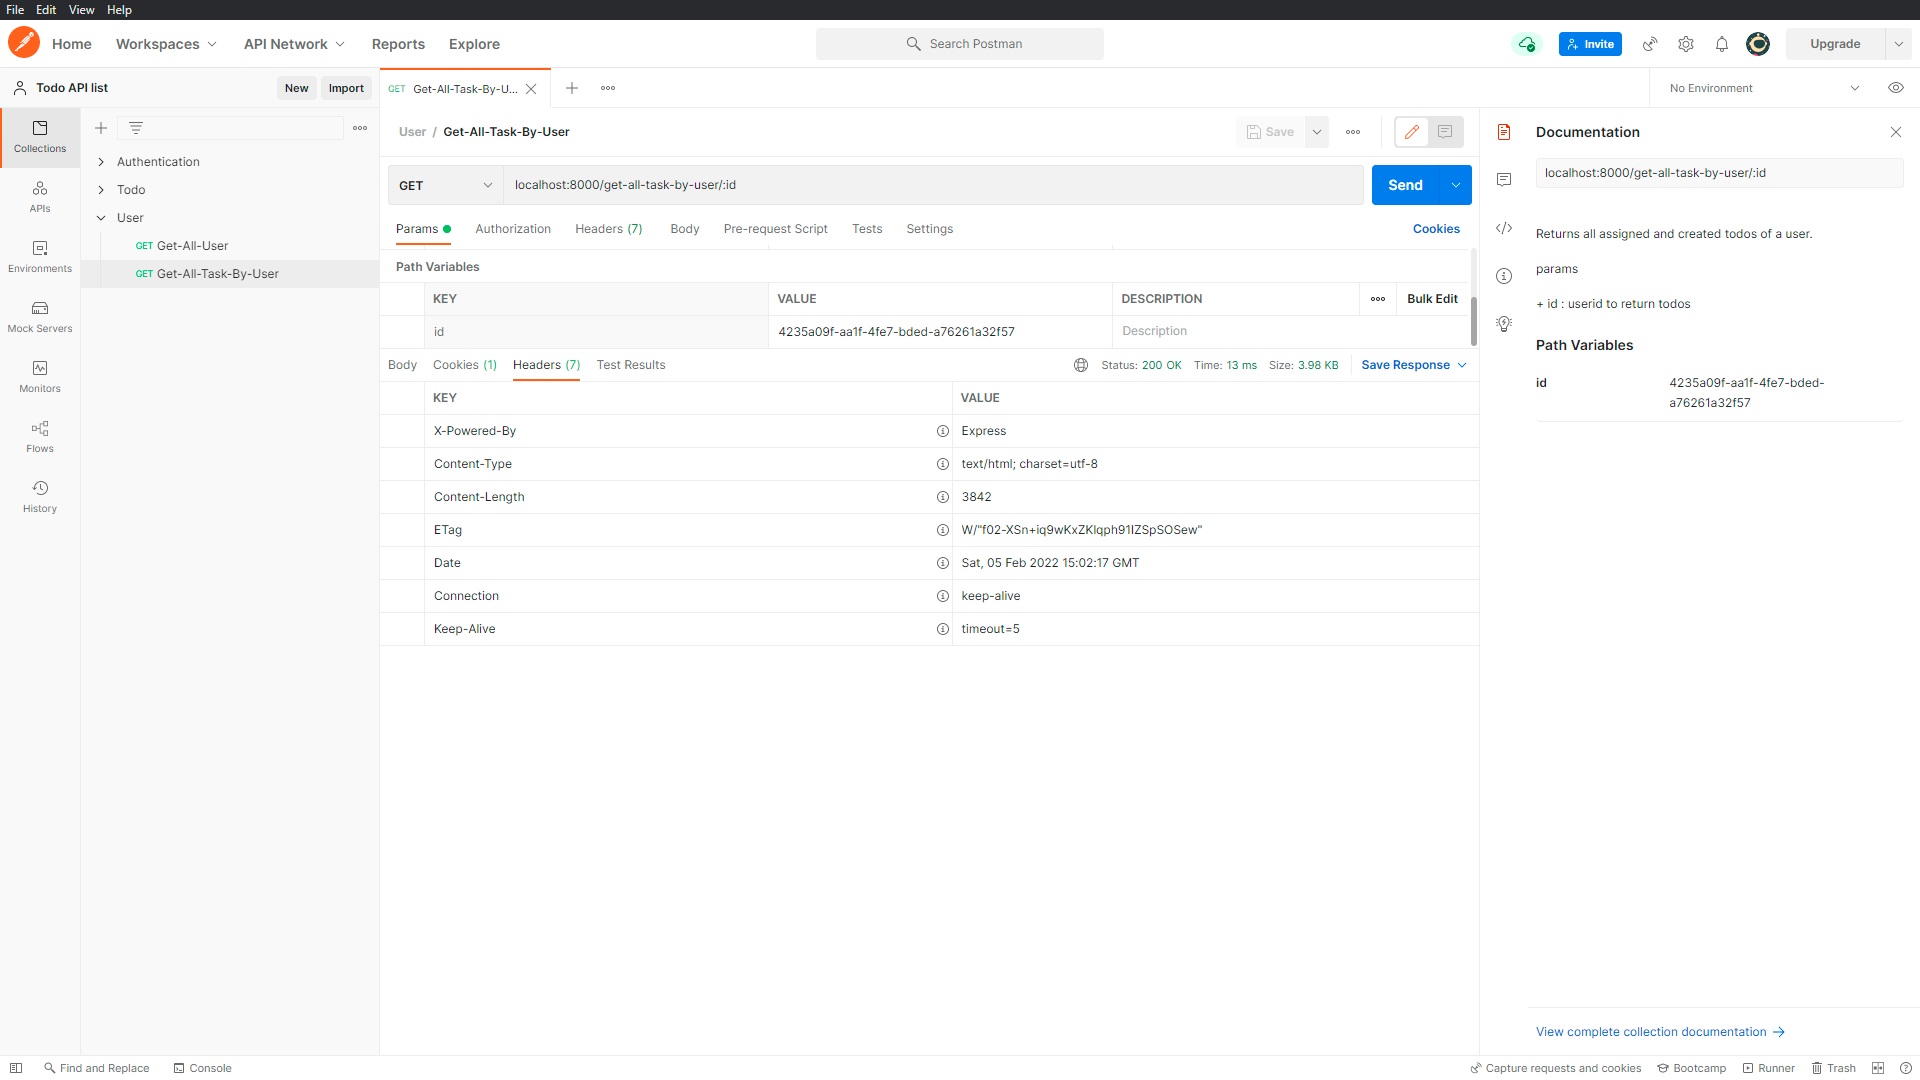 File Edit View Help
Home Workspaces API Network Reports Explore Search Postman Invite Upgrade
Todo API list New Import GET Get-All-Task-By-U... No Environment
Collections
APIs
Environments
Mock Servers
Monitors
Flows
History
Authentication
Todo
User
GET Get-All-User
GET Get-All-Task-By-User
User / Get-All-Task-By-User Save
GET localhost:8000/get-all-task-by-user/:id Send
Params Authorization Headers (7) Body Pre-request Script Tests Settings Cookies
Path Variables
KEY VALUE DESCRIPTION Bulk Edit
id 4235a09f-aa1f-4fe7-bded-a76261a32f57 Description
Body Cookies (1) Headers (7) Test Results Status: 200 OK Time: 13 ms Size: 3.98 KB Save Response
KEY VALUE
X-Powered-By Express
Content-Type text/html; charset=utf-8
Content-Length 3842
ETag W/"f02-XSn+iq9wKxZKlqph91IZSpSOSew"
Date Sat, 05 Feb 2022 15:02:17 GMT
Connection keep-alive
Keep-Alive timeout=5
Documentation
localhost:8000/get-all-task-by-user/:id
Returns all assigned and created todos of a user.
params
+ id : userid to return todos
Path Variables
id 4235a09f-aa1f-4fe7-bded-
a76261a32f57
View complete collection documentation →
Find and Replace Console Capture requests and cookies Bootcamp Runner Trash